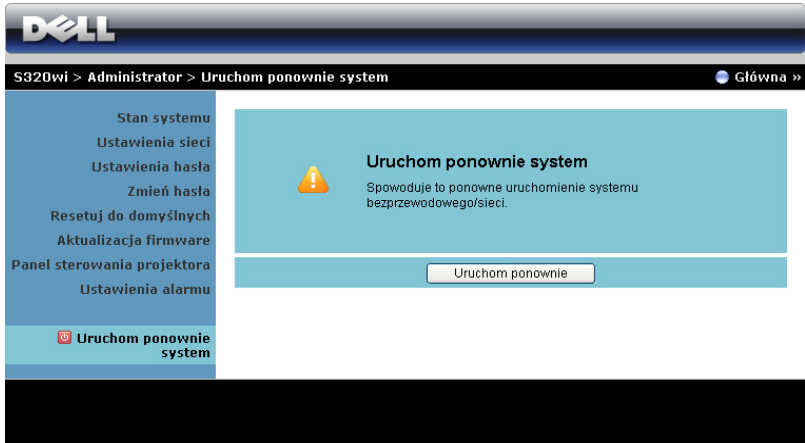 DELL
S320wi > Administrator > Uruchom ponownie system
Główna »
Stan systemu
Ustawienia sieci
Ustawienia hasła
Zmień hasła
Resetuj do domyślnych
Aktualizacja firmware
Panel sterowania projektora
Ustawienia alarmu
Uruchom ponownie
system
Uruchom ponownie system
Spowoduje to ponowne uruchomienie systemu
bezprzewodowego/sieci.
Uruchom ponownie